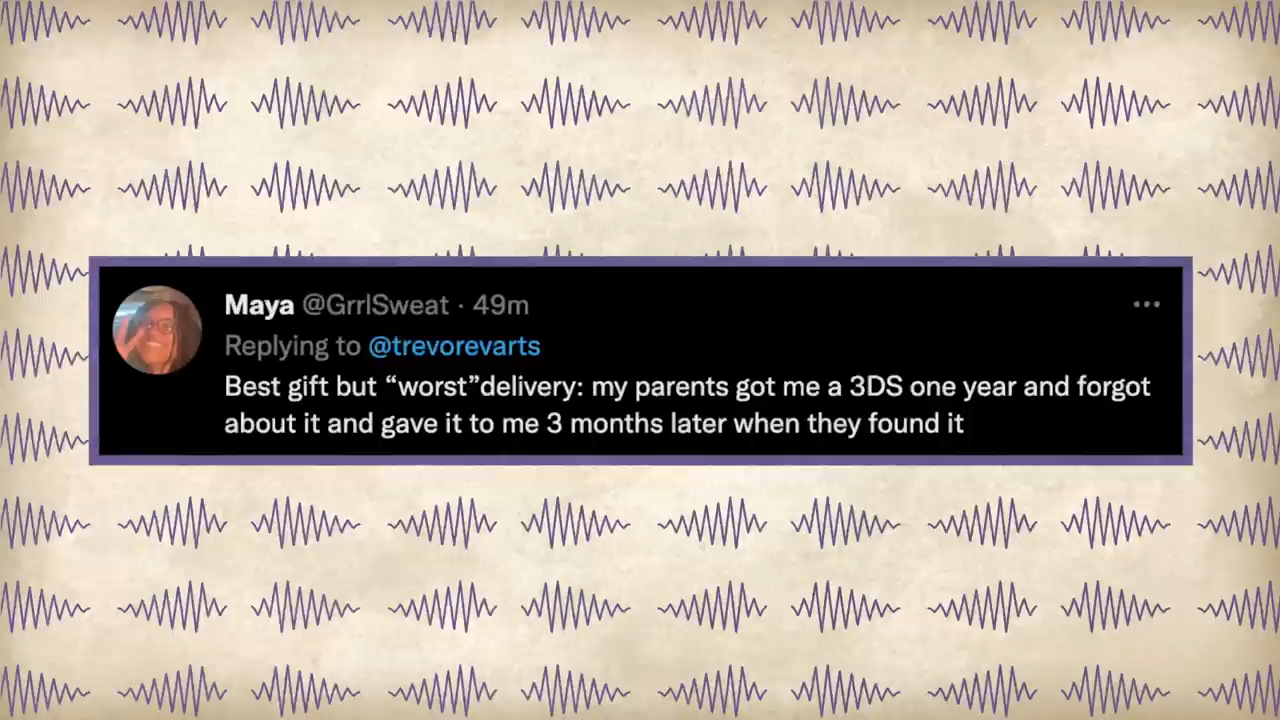 Maya @GrrlSweat · 49m
Replying to @trevorevarts
Best gift but “worst”delivery: my parents got me a 3DS one year and forgot
about it and gave it to me 3 months later when they found it